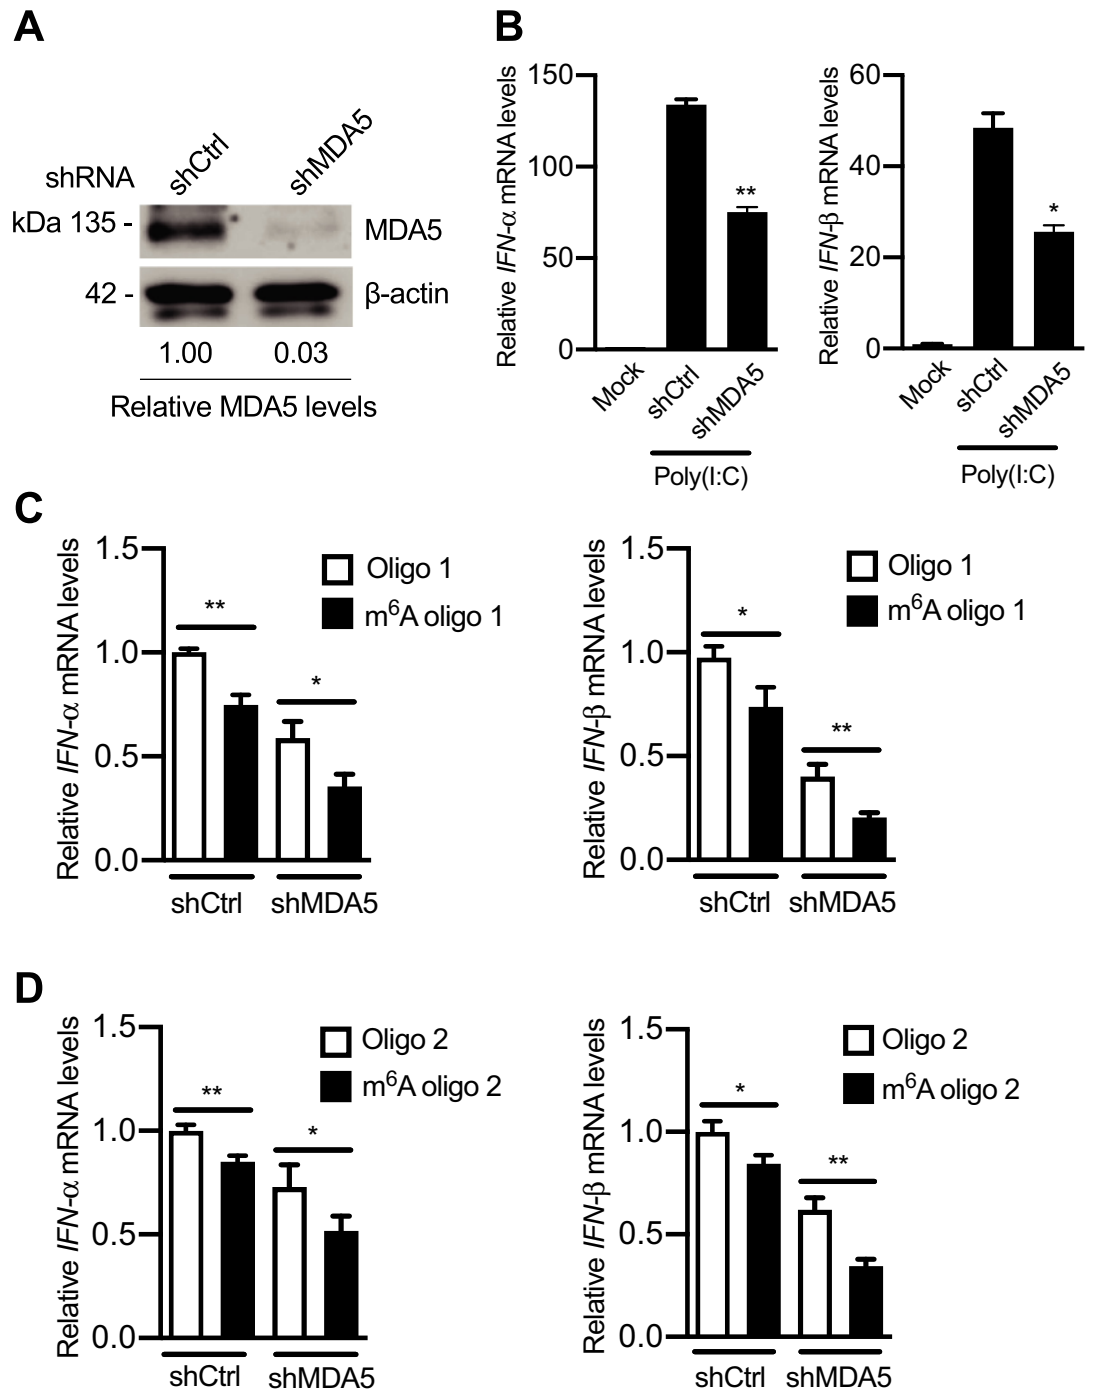 A
shRNA
shCtrl
shMDA5
kDa 135 -
MDA5
42 -
β-actin
1.00 0.03
Relative MDA5 levels
B
Relative IFN-α mRNA levels
150
100
50
0
Mock
shCtrl
shMDA5
**
Poly(I:C)
Relative IFN-β mRNA levels
60
40
20
0
Mock
shCtrl
shMDA5
*
Poly(I:C)
C
Relative IFN-α mRNA levels
1.5
1.0
0.5
0.0
Oligo 1
m⁶A oligo 1
**
*
shCtrl shMDA5
Relative IFN-β mRNA levels
1.5
1.0
0.5
0.0
Oligo 1
m⁶A oligo 1
*
**
shCtrl shMDA5
D
Relative IFN-α mRNA levels
1.5
1.0
0.5
0.0
Oligo 2
m⁶A oligo 2
**
*
shCtrl shMDA5
Relative IFN-β mRNA levels
1.5
1.0
0.5
0.0
Oligo 2
m⁶A oligo 2
*
**
shCtrl shMDA5